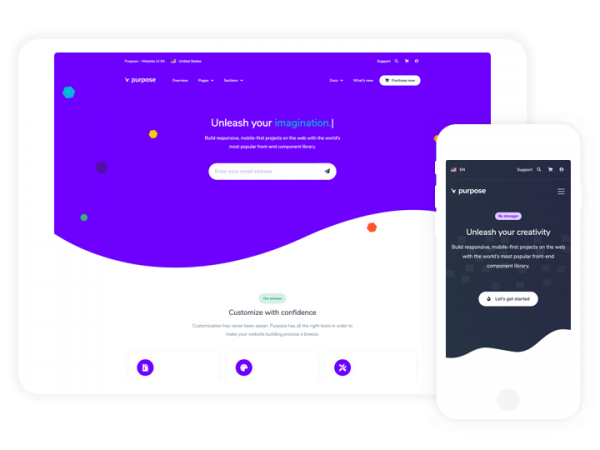 Purpose - Website UI Kit United States Support
purpose Overview Pages Sections Docs What's new Purchase now
Unleash your imagination.|
Build responsive, mobile-first projects on the web with the world's
most popular front-end component library.
Enter your email address
Our process
Customize with confidence
Customization has never been easier. Purpose has all the right tools in order to
make your website building process a breeze.
EN Support
purpose
Be stronger
Unleash your creativity
Build responsive, mobile-first projects on the web
with the world's most popular front-end
component library.
Let's get started